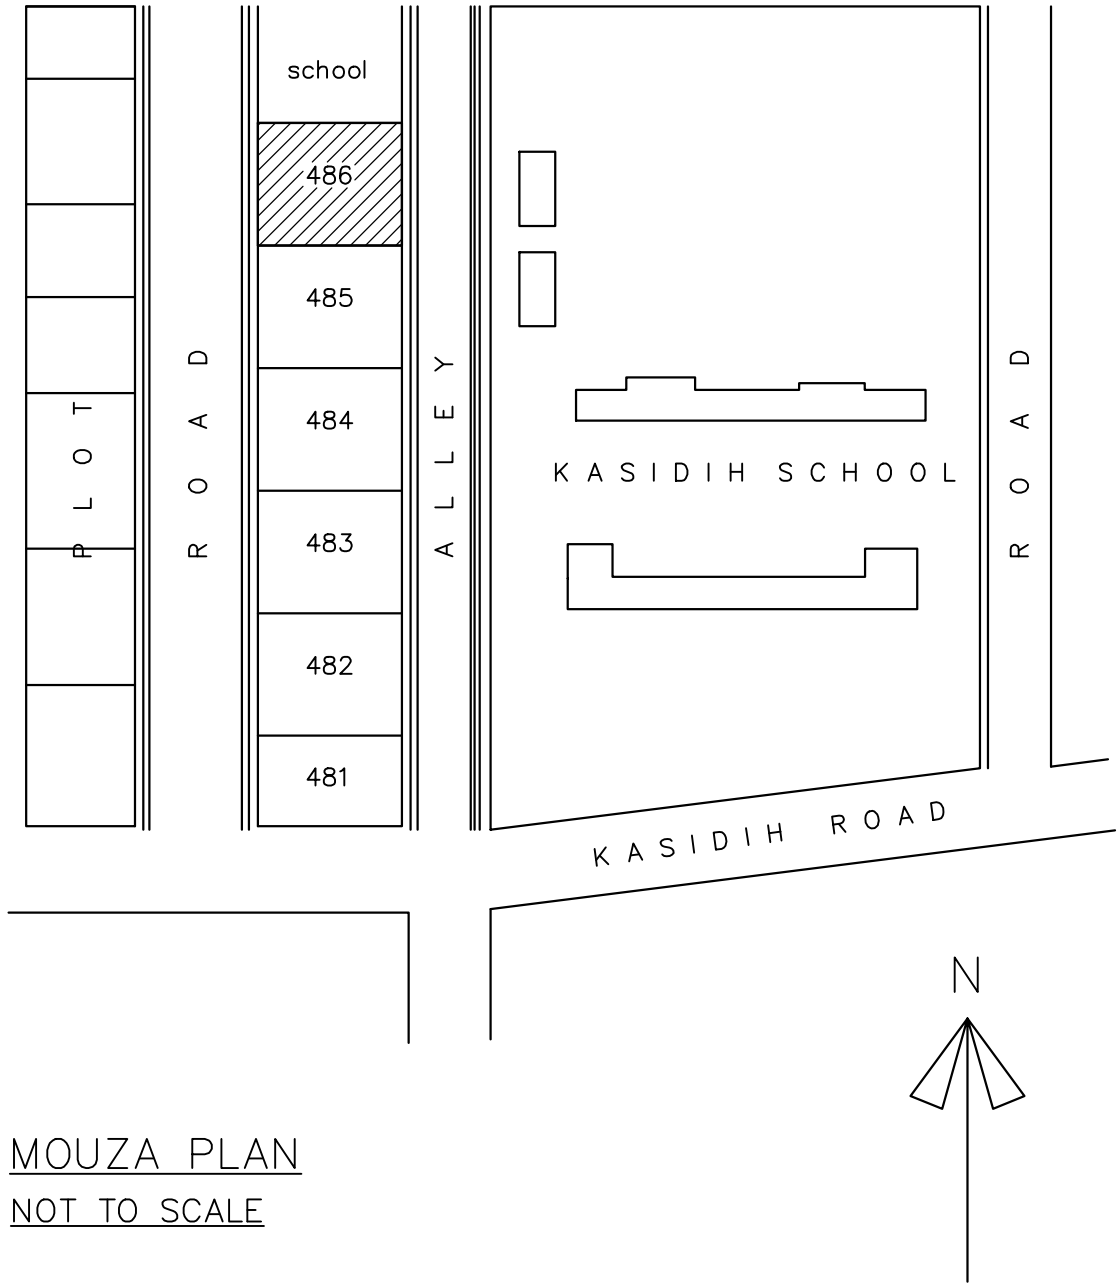 school
486
485
484
483
482
481
PLOT
ROAD
ALLEY
KASIDIH SCHOOL
ROAD
KASIDIH ROAD
N
MOUZA PLAN
NOT TO SCALE